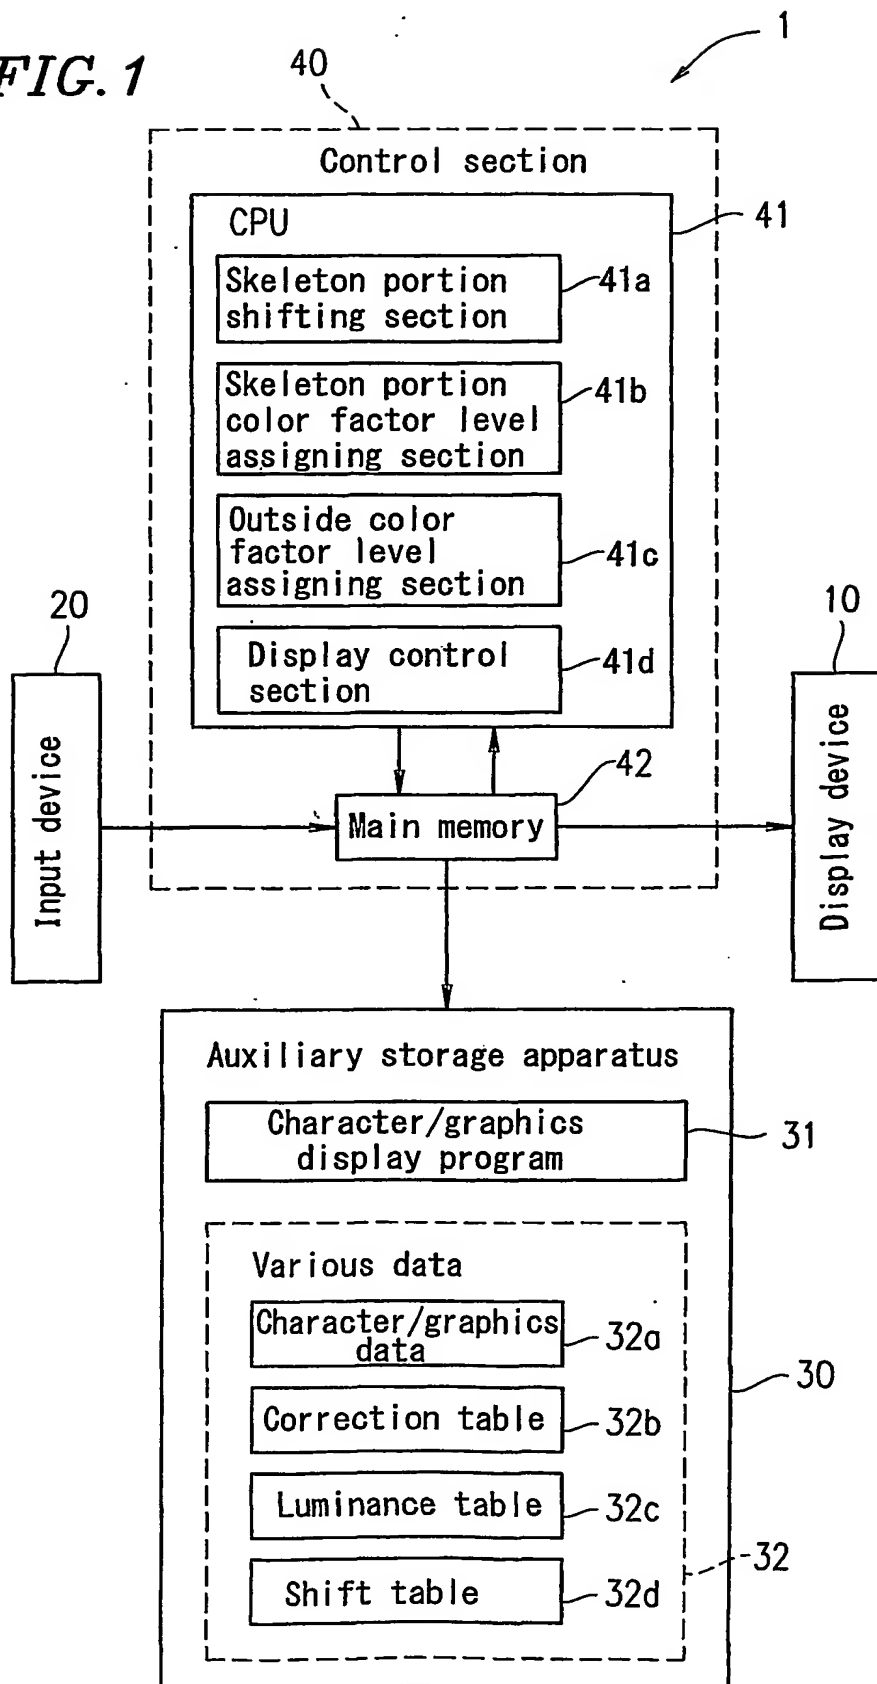 FIG. 1
1
40
Control section
CPU
41
Skeleton portion
shifting section
41a
Skeleton portion
color factor level
assigning section
41b
Outside color
factor level
assigning section
41c
Display control
section
41d
20
Input device
10
Display device
42
Main memory
Auxiliary storage apparatus
Character/graphics
display program
31
Various data
Character/graphics
data
32a
30
Correction table
32b
Luminance table
32c
32
Shift table
32d